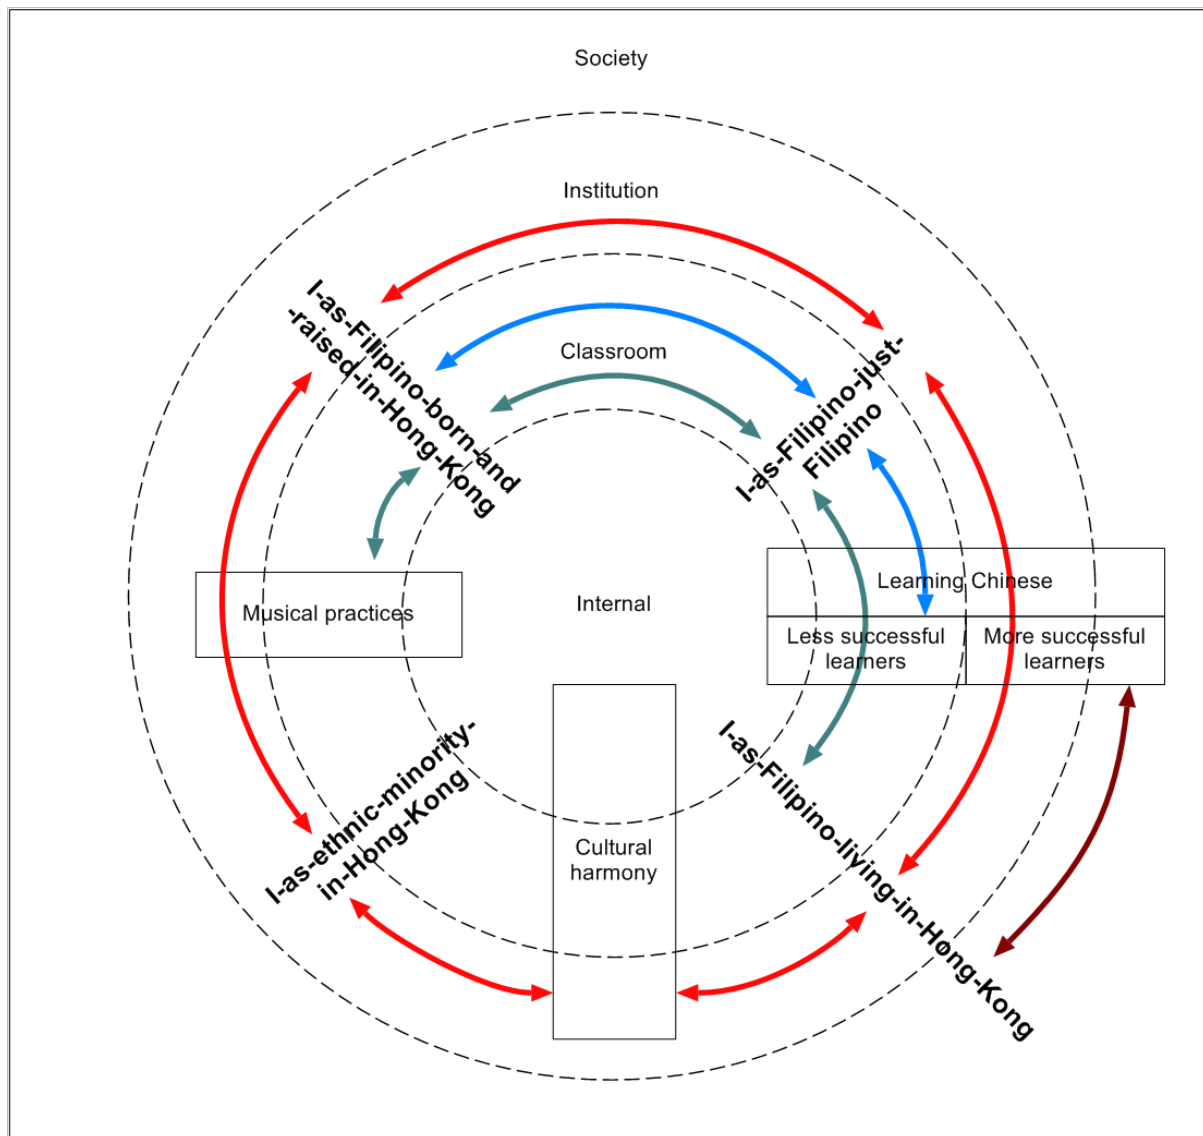 Society
Institution
I-as-Filipino-born-and
-raised-in-Hong-Kong
Classroom
I-as-Filipino-just-
Filipino
Learning Chinese
Musical practices
Internal
Less successful
learners
More successful
learners
I-as-ethnic-minority-
in-Hong-Kong
Cultural
harmony
I-as-Filipino-living-in-Hong-Kong